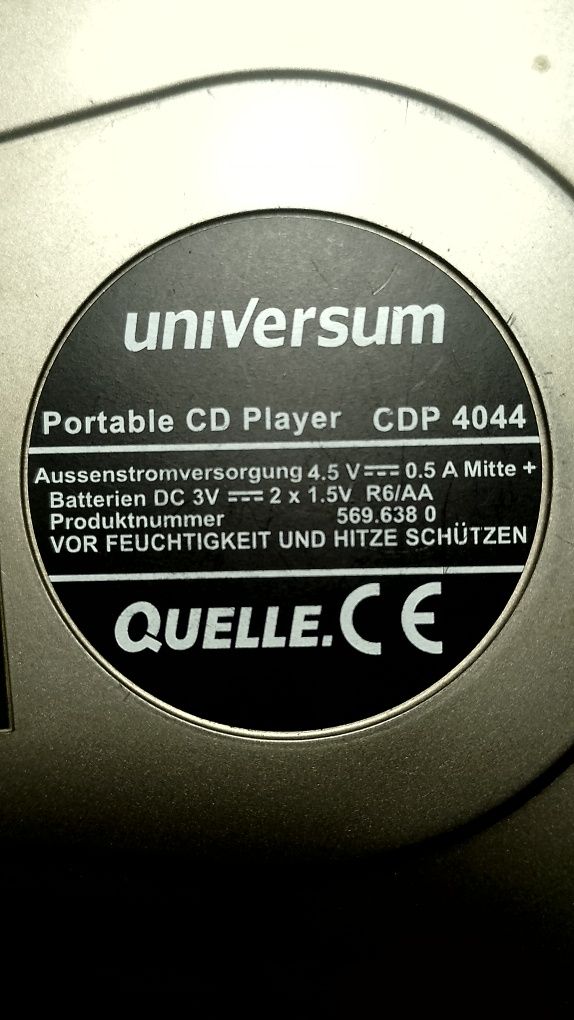 universum
Portable CD Player CDP 4044
Aussenstromversorgung 4.5 V⎓0.5 A Mitte +
Batterien DC 3V ⎓ 2 x 1.5V R6/AA
Produktnummer 569.638 0
VOR FEUCHTIGKEIT UND HITZE SCHÜTZEN
QUELLE. CE